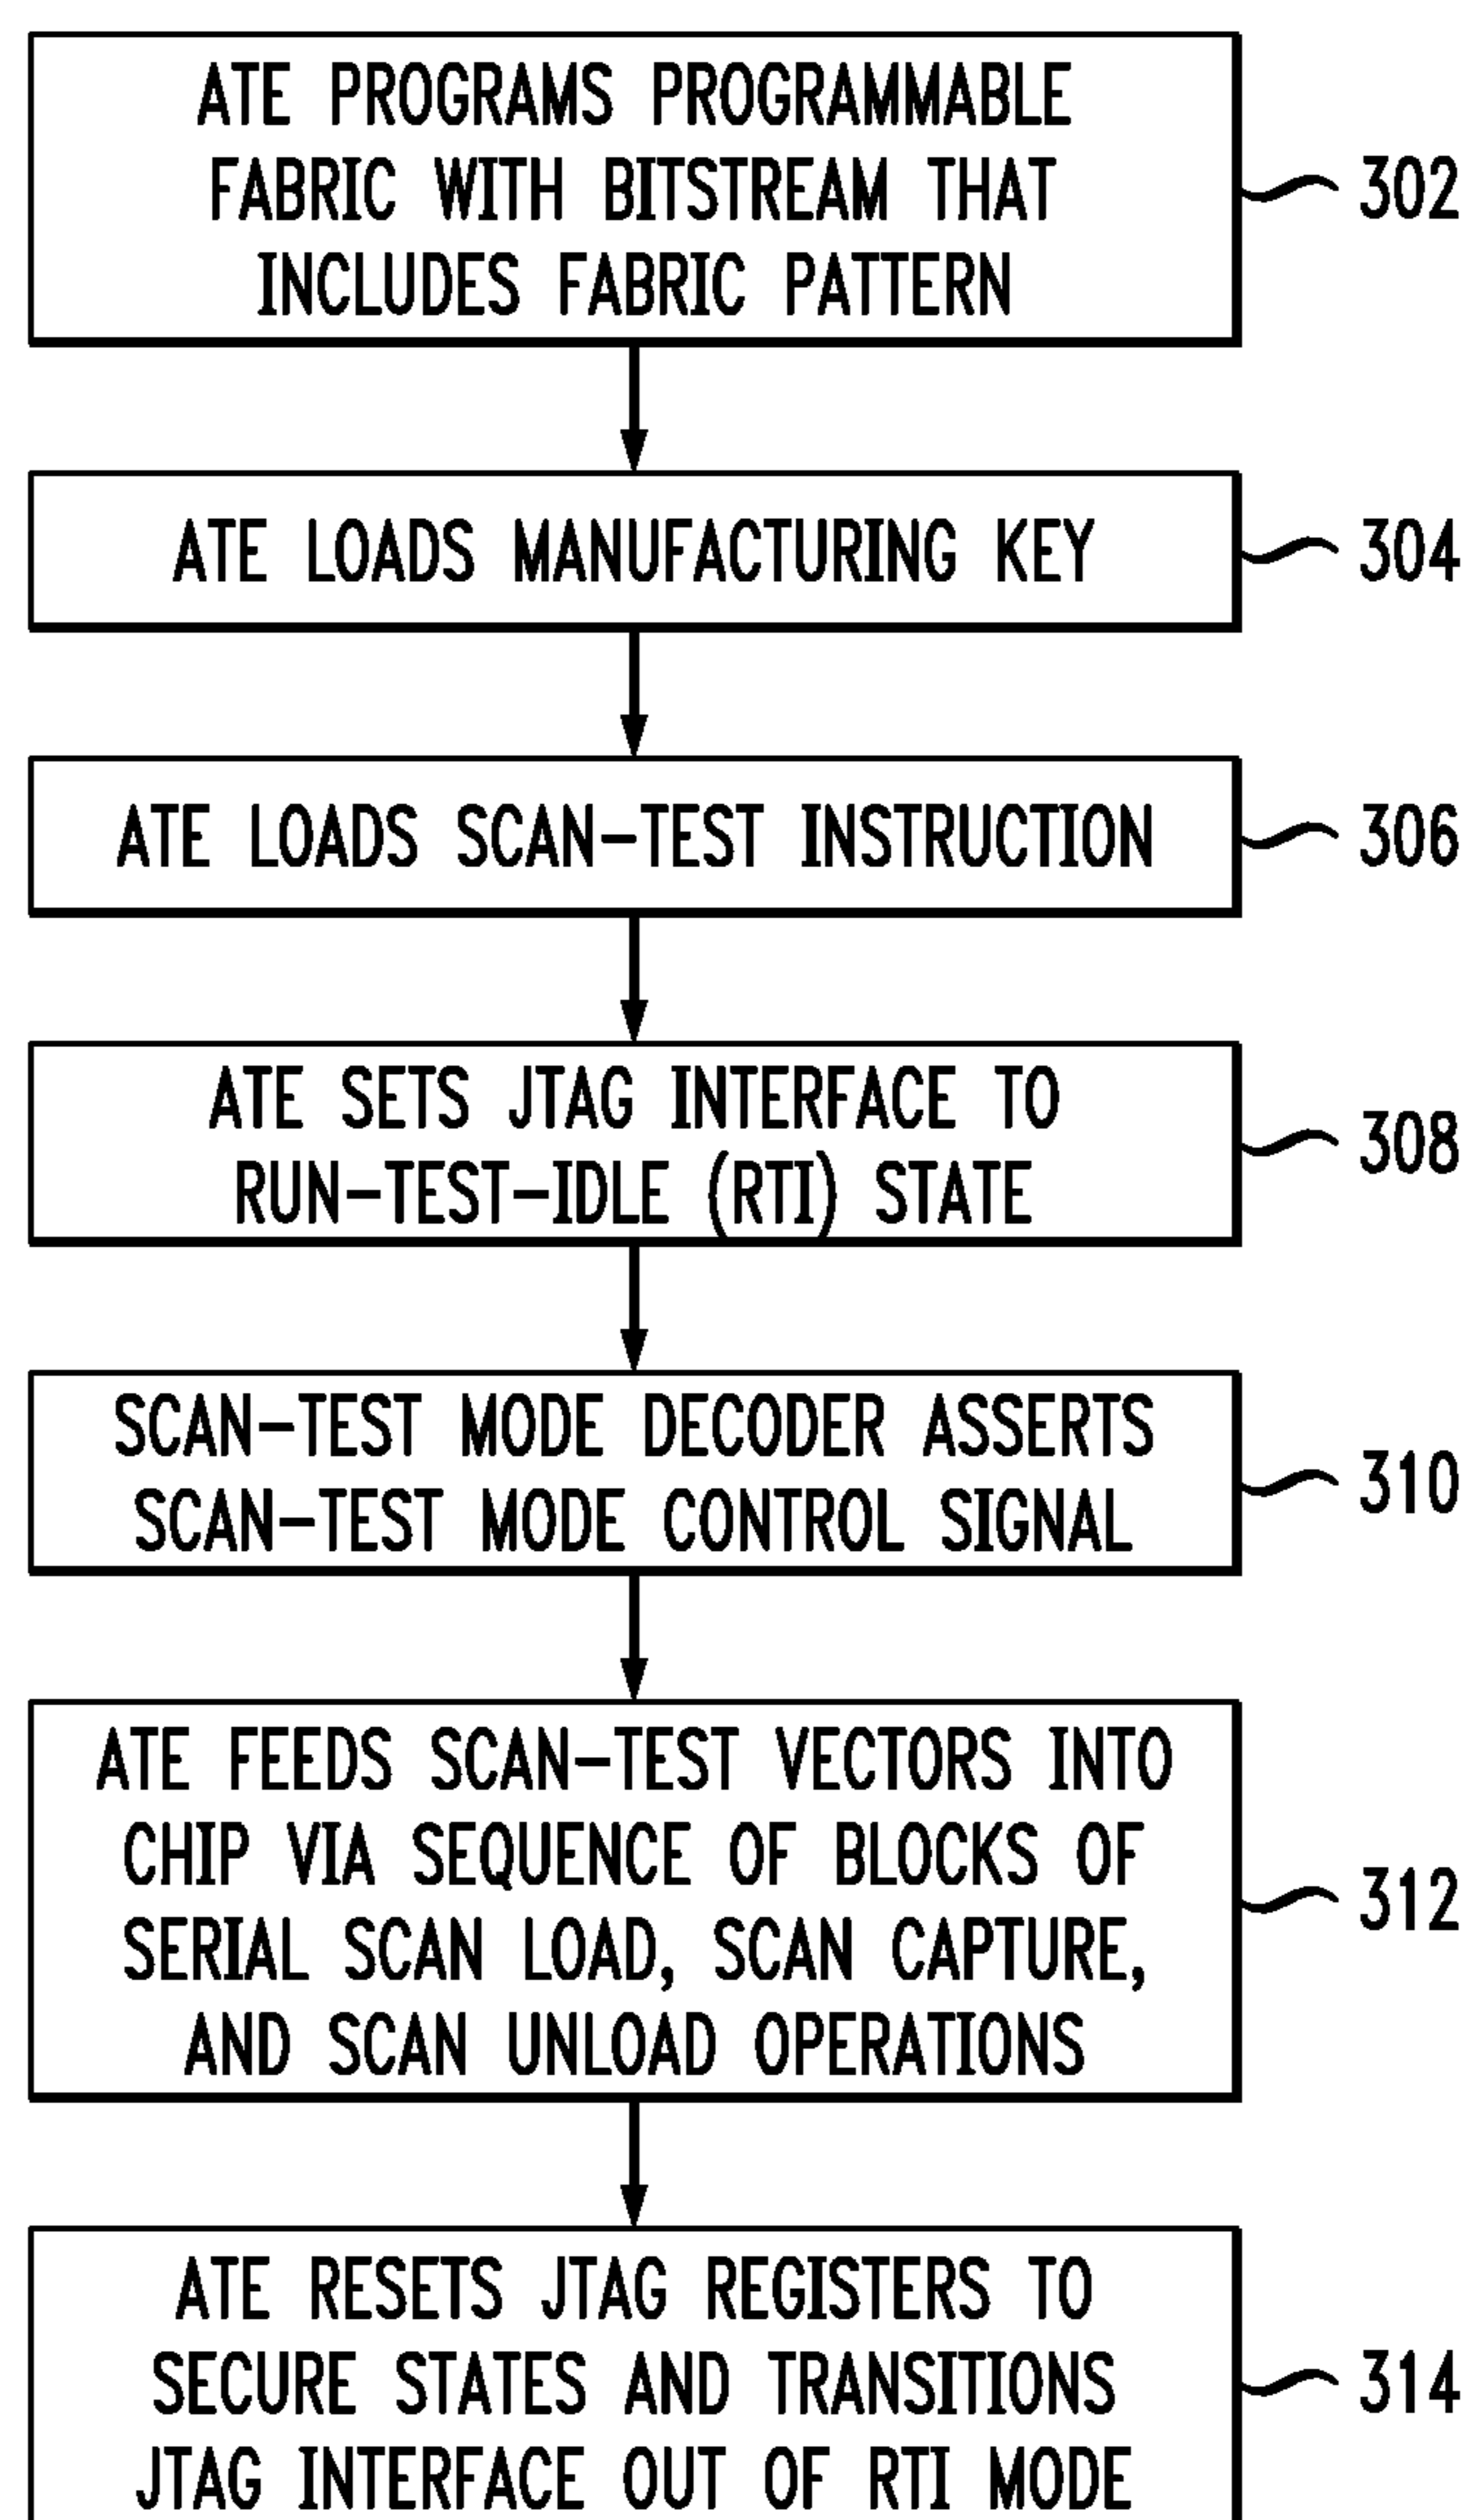 ATE PROGRAMS PROGRAMMABLE
FABRIC WITH BITSTREAM THAT
INCLUDES FABRIC PATTERN
302
ATE LOADS MANUFACTURING KEY
304
ATE LOADS SCAN-TEST INSTRUCTION
306
ATE SETS JTAG INTERFACE TO
RUN-TEST-IDLE (RTI) STATE
308
SCAN-TEST MODE DECODER ASSERTS
SCAN-TEST MODE CONTROL SIGNAL
310
ATE FEEDS SCAN-TEST VECTORS INTO
CHIP VIA SEQUENCE OF BLOCKS OF
SERIAL SCAN LOAD, SCAN CAPTURE,
AND SCAN UNLOAD OPERATIONS
312
ATE RESETS JTAG REGISTERS TO
SECURE STATES AND TRANSITIONS
JTAG INTERFACE OUT OF RTI MODE
314